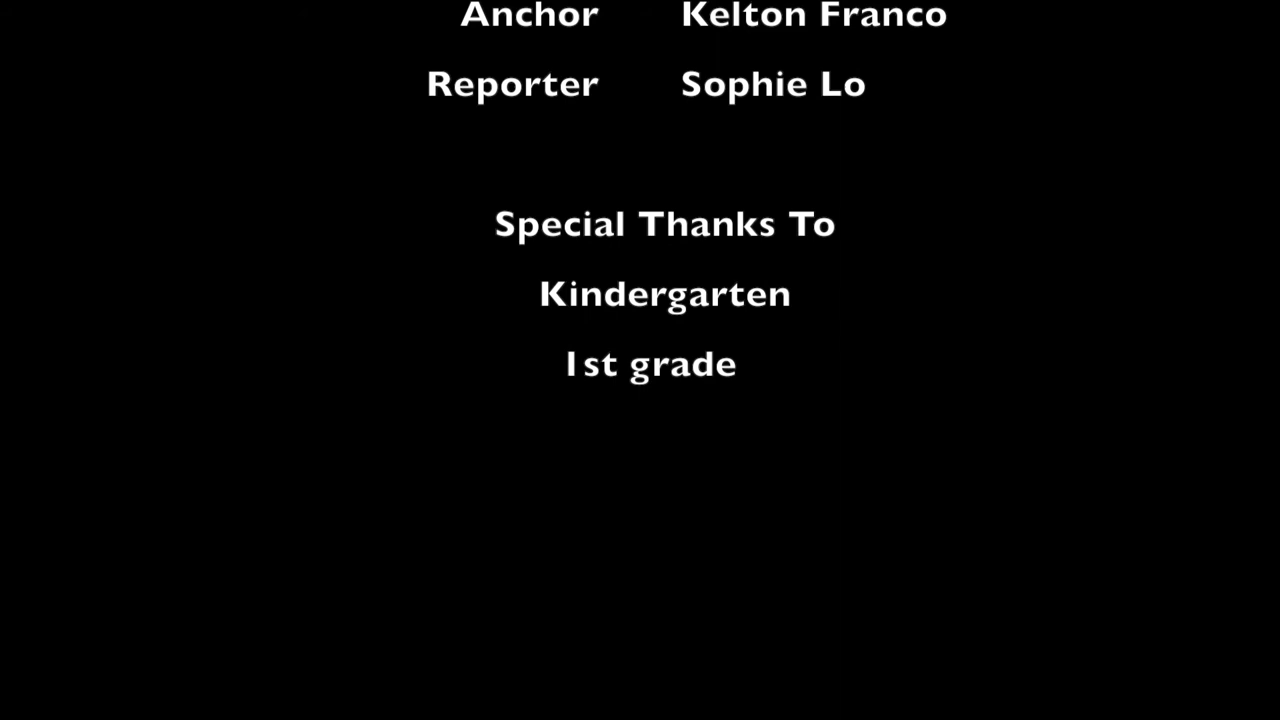 Anchor Kelton Franco
Reporter Sophie Lo
Special Thanks To
Kindergarten
1st grade